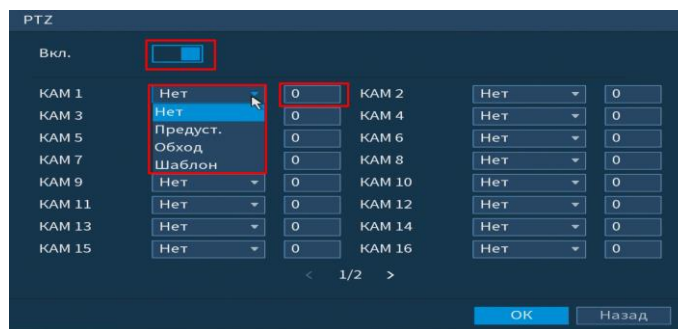 PTZ
Вкл.
КАМ 1 Нет 0 КАМ 2 Нет 0
КАМ 3 Нет 0 КАМ 4 Нет 0
Предуст.
КАМ 5 Обход 0 КАМ 6 Нет 0
КАМ 7 Шаблон 0 КАМ 8 Нет 0
КАМ 9 Нет 0 КАМ 10 Нет 0
КАМ 11 Нет 0 КАМ 12 Нет 0
КАМ 13 Нет 0 КАМ 14 Нет 0
КАМ 15 Нет 0 КАМ 16 Нет 0
< 1/2 >
ОК Назад